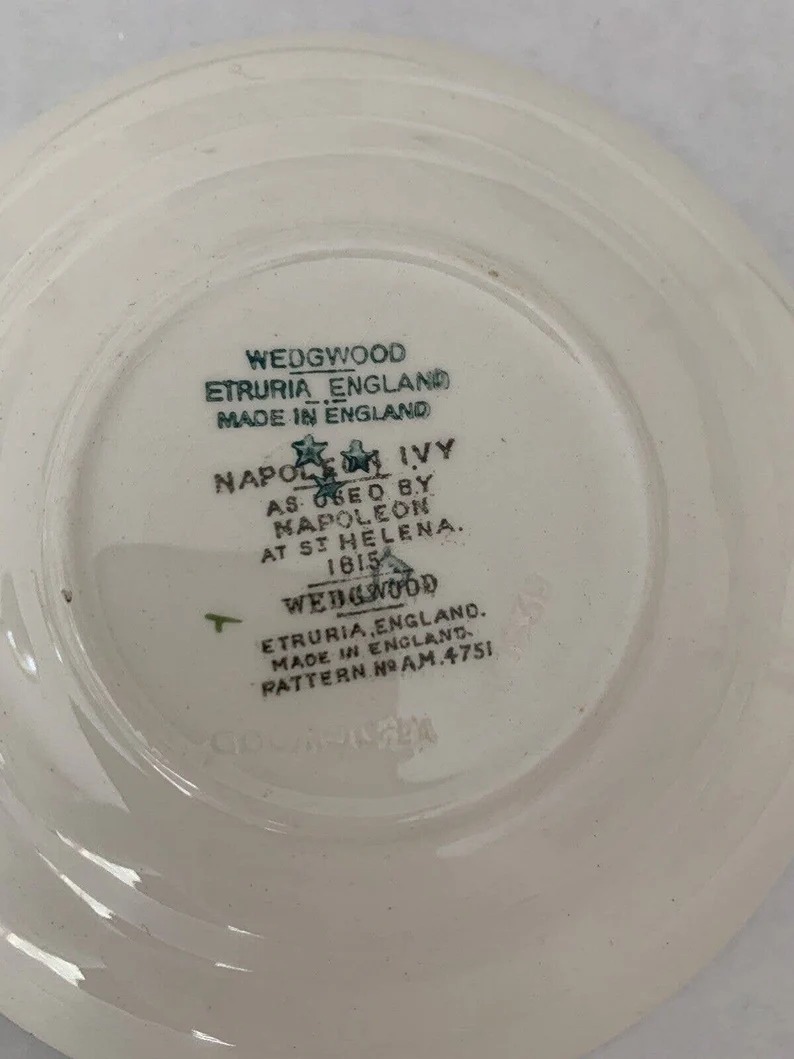 WEDGWOOD
ETRURIA ENGLAND
MADE IN ENGLAND
NAPOLEON IVY
AS USED BY
NAPOLEON
AT ST HELENA.
1815
WEDGWOOD
ETRURIA, ENGLAND.
MADE IN ENGLAND.
PATTERN No A.M.4751
WEDGWOOD